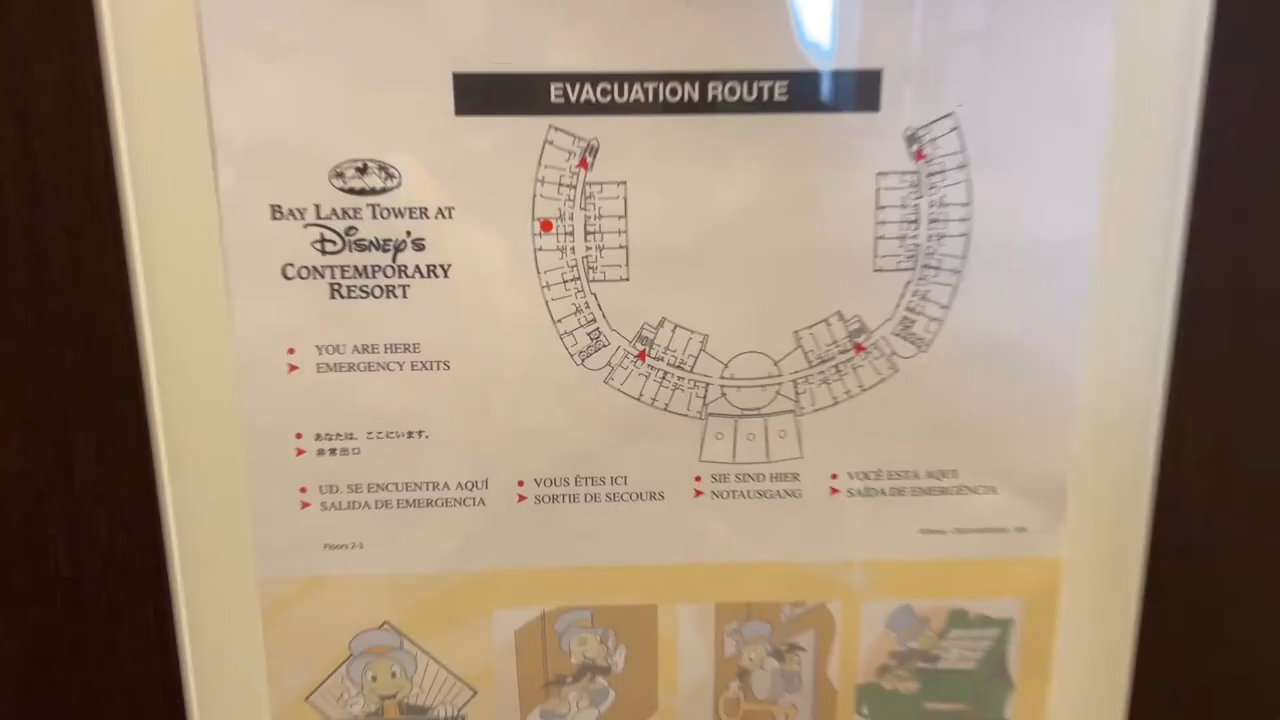 EVACUATION ROUTE
BAY LAKE TOWER AT
DISNEY'S
CONTEMPORARY
RESORT
YOU ARE HERE
EMERGENCY EXITS
あなたは、ここにいます。
非常出口
UD. SE ENCUENTRA AQUÍ
SALIDA DE EMERGENCIA
VOUS ÊTES ICI
SORTIE DE SECOURS
SIE SIND HIER
NOTAUSGANG
VOCÊ ESTA AQUI
SAÍDA DE EMERGÊNCIA
Floors 2-3